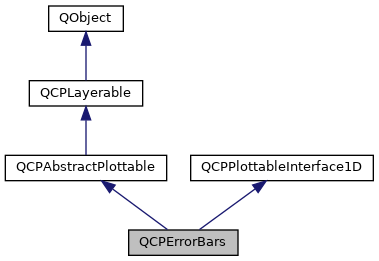 QObject
QCPLayerable
QCPAbstractPlottable
QCPPlottableInterface1D
QCPErrorBars